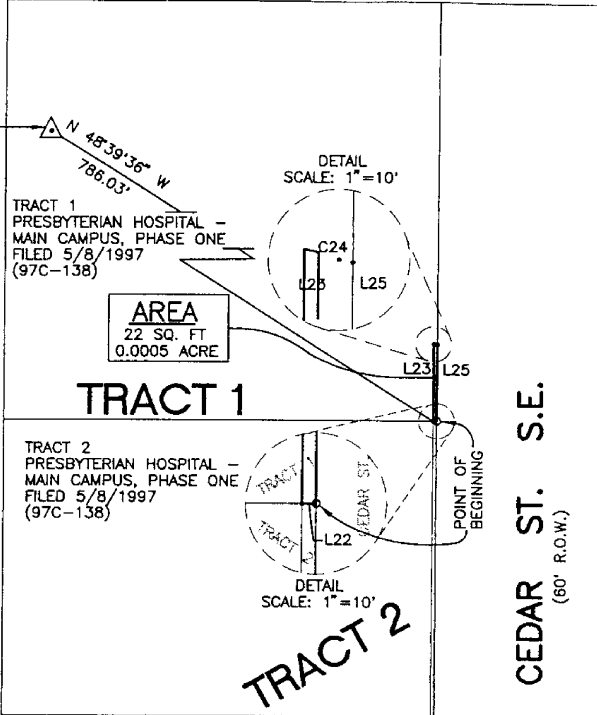 N 48°39'36" W
786.03'
DETAIL
SCALE: 1"=10'
TRACT 1
PRESBYTERIAN HOSPITAL -
MAIN CAMPUS, PHASE ONE
FILED 5/8/1997
(97C-138)
C24
L23
L25
AREA
22 SQ. FT
0.0005 ACRE
L23
L25
TRACT 1
TRACT 2
PRESBYTERIAN HOSPITAL -
MAIN CAMPUS, PHASE ONE
FILED 5/8/1997
(97C-138)
TRACT 1
TRACT 2
CEDAR ST.
L22
POINT OF
BEGINNING
DETAIL
SCALE: 1"=10'
TRACT 2
CEDAR ST. S.E.
(60' R.O.W.)